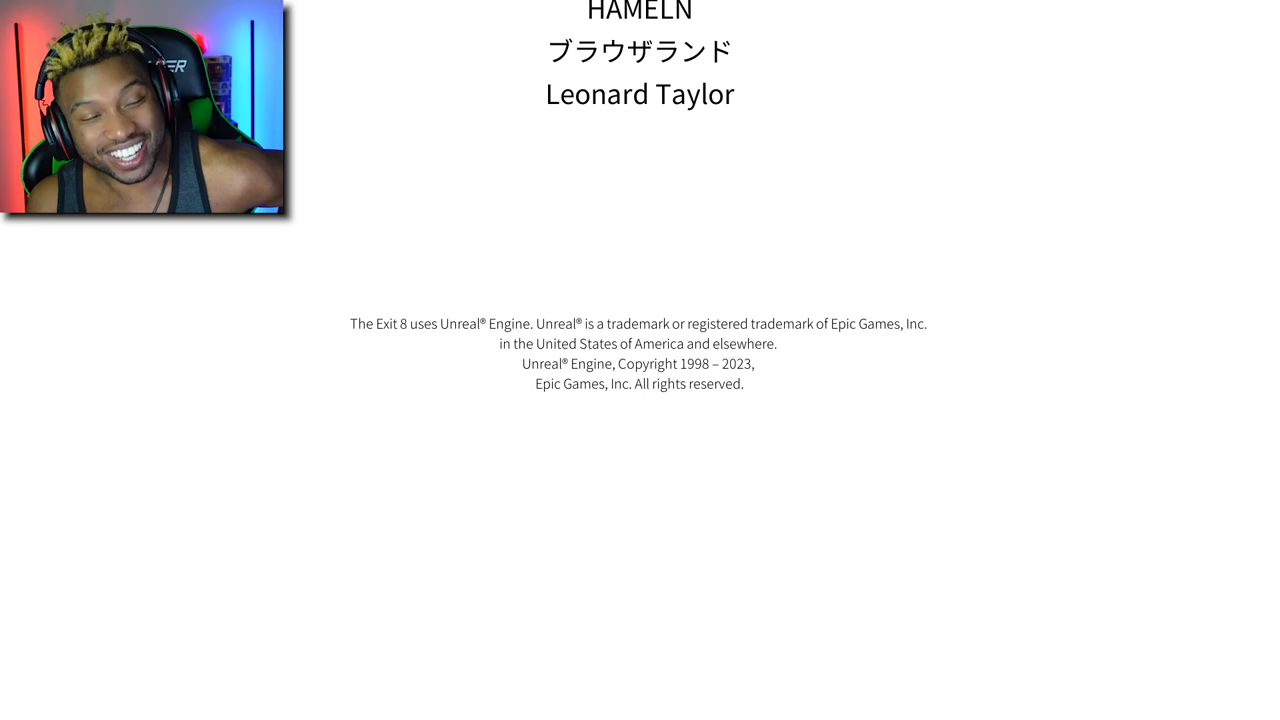 HAMELN
ブラウザランド
Leonard Taylor
The Exit 8 uses Unreal® Engine. Unreal® is a trademark or registered trademark of Epic Games, Inc.
in the United States of America and elsewhere.
Unreal® Engine, Copyright 1998 – 2023,
Epic Games, Inc. All rights reserved.